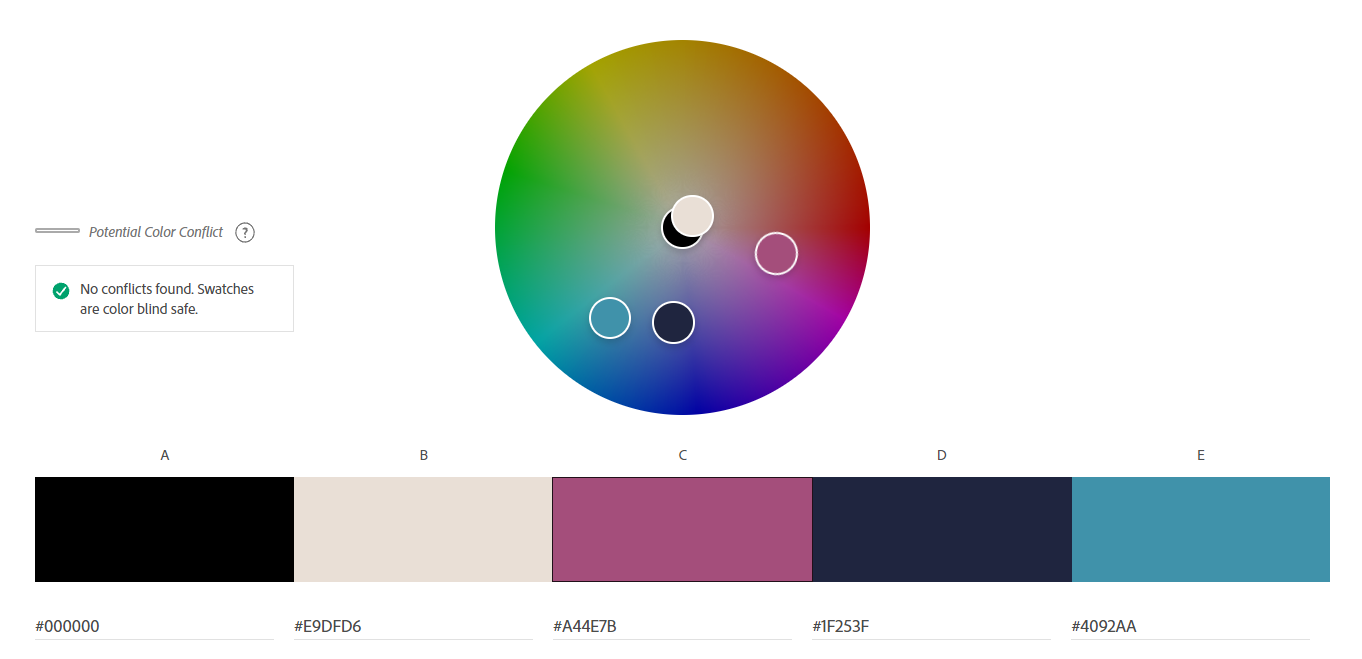 Potential Color Conflict ?
No conflicts found. Swatches
are color blind safe.
A B C D E
#000000 #E9DFD6 #A44E7B #1F253F #4092AA